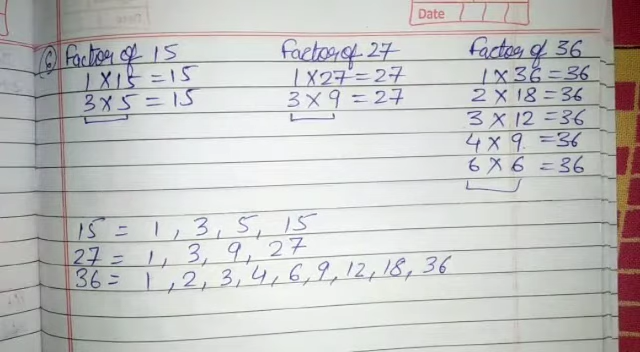 Date
6 factor of 15 factor of 27 factor of 36
1 X 15 = 15 1 X 27 = 27 1 X 36 = 36
3 X 5 = 15 3 X 9 = 27 2 X 18 = 36
3 X 12 = 36
4 X 9 = 36
6 X 6 = 36
15 = 1, 3, 5, 15
27 = 1, 3, 9, 27
36 = 1, 2, 3, 4, 6, 9, 12, 18, 36